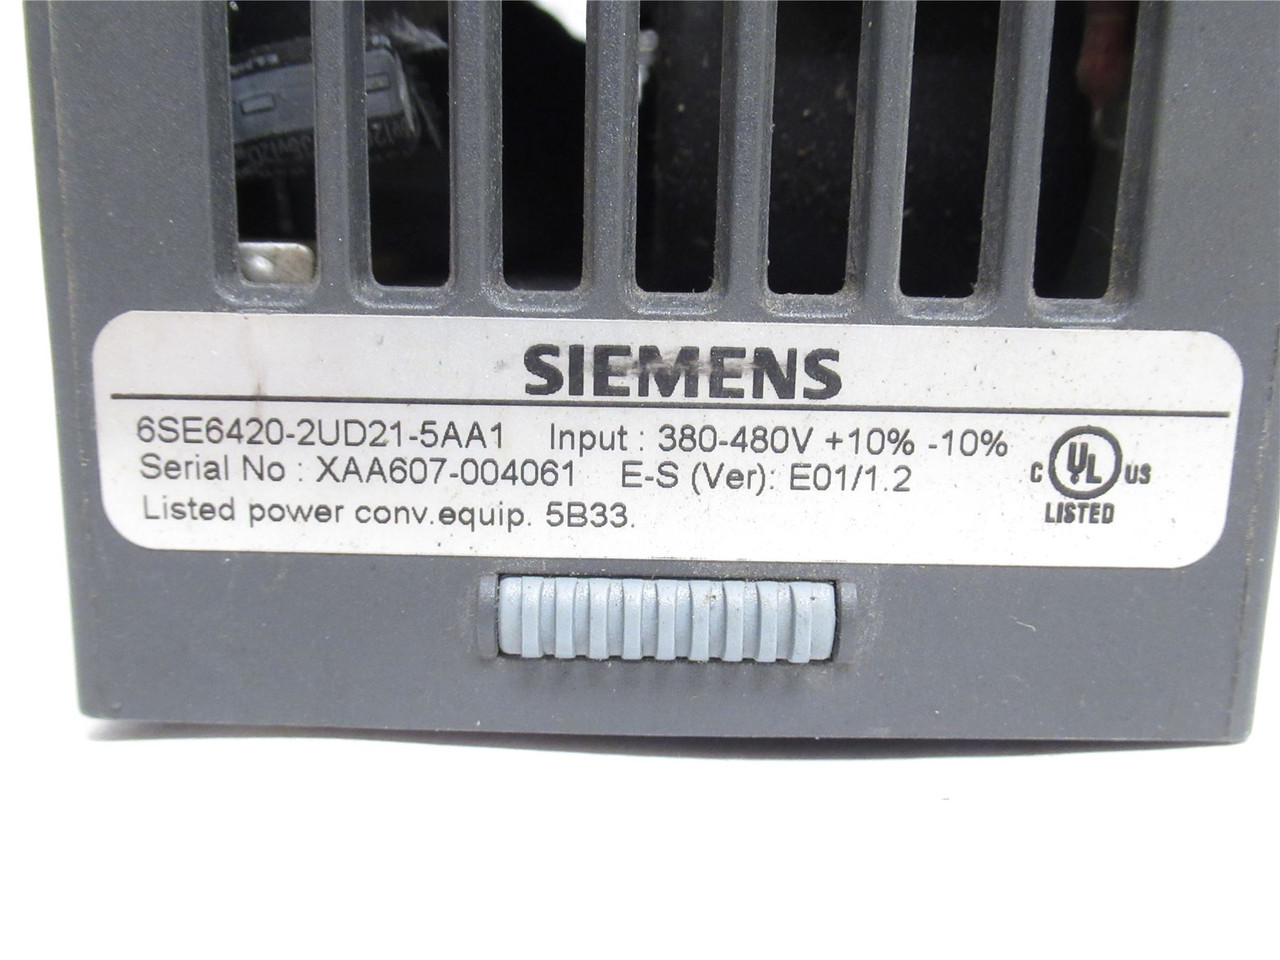 SIEMENS
6SE6420-2UD21-5AA1 Input : 380-480V +10% -10%
Serial No : XAA607-004061 E-S (Ver): E01/1.2
Listed power conv.equip. 5B33.
C UL US
LISTED